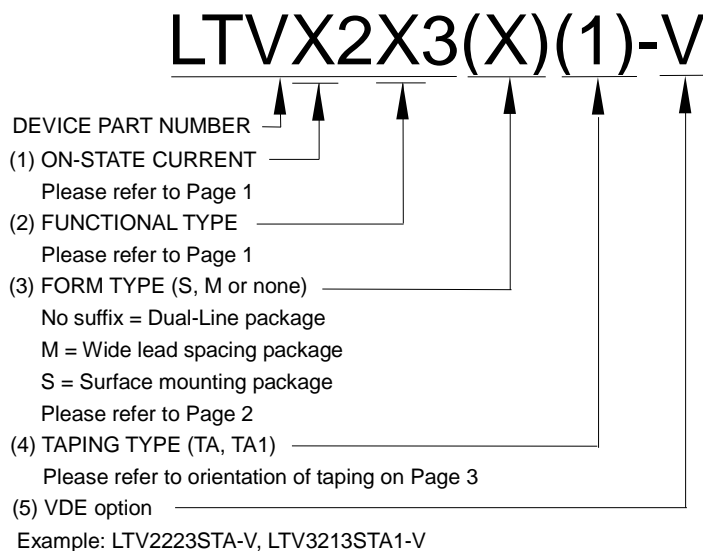 LTVX2X3(X)(1)-V
DEVICE PART NUMBER
(1) ON-STATE CURRENT
Please refer to Page 1
(2) FUNCTIONAL TYPE
Please refer to Page 1
(3) FORM TYPE (S, M or none)
No suffix = Dual-Line package
M = Wide lead spacing package
S = Surface mounting package
Please refer to Page 2
(4) TAPING TYPE (TA, TA1)
Please refer to orientation of taping on Page 3
(5) VDE option
Example: LTV2223STA-V, LTV3213STA1-V